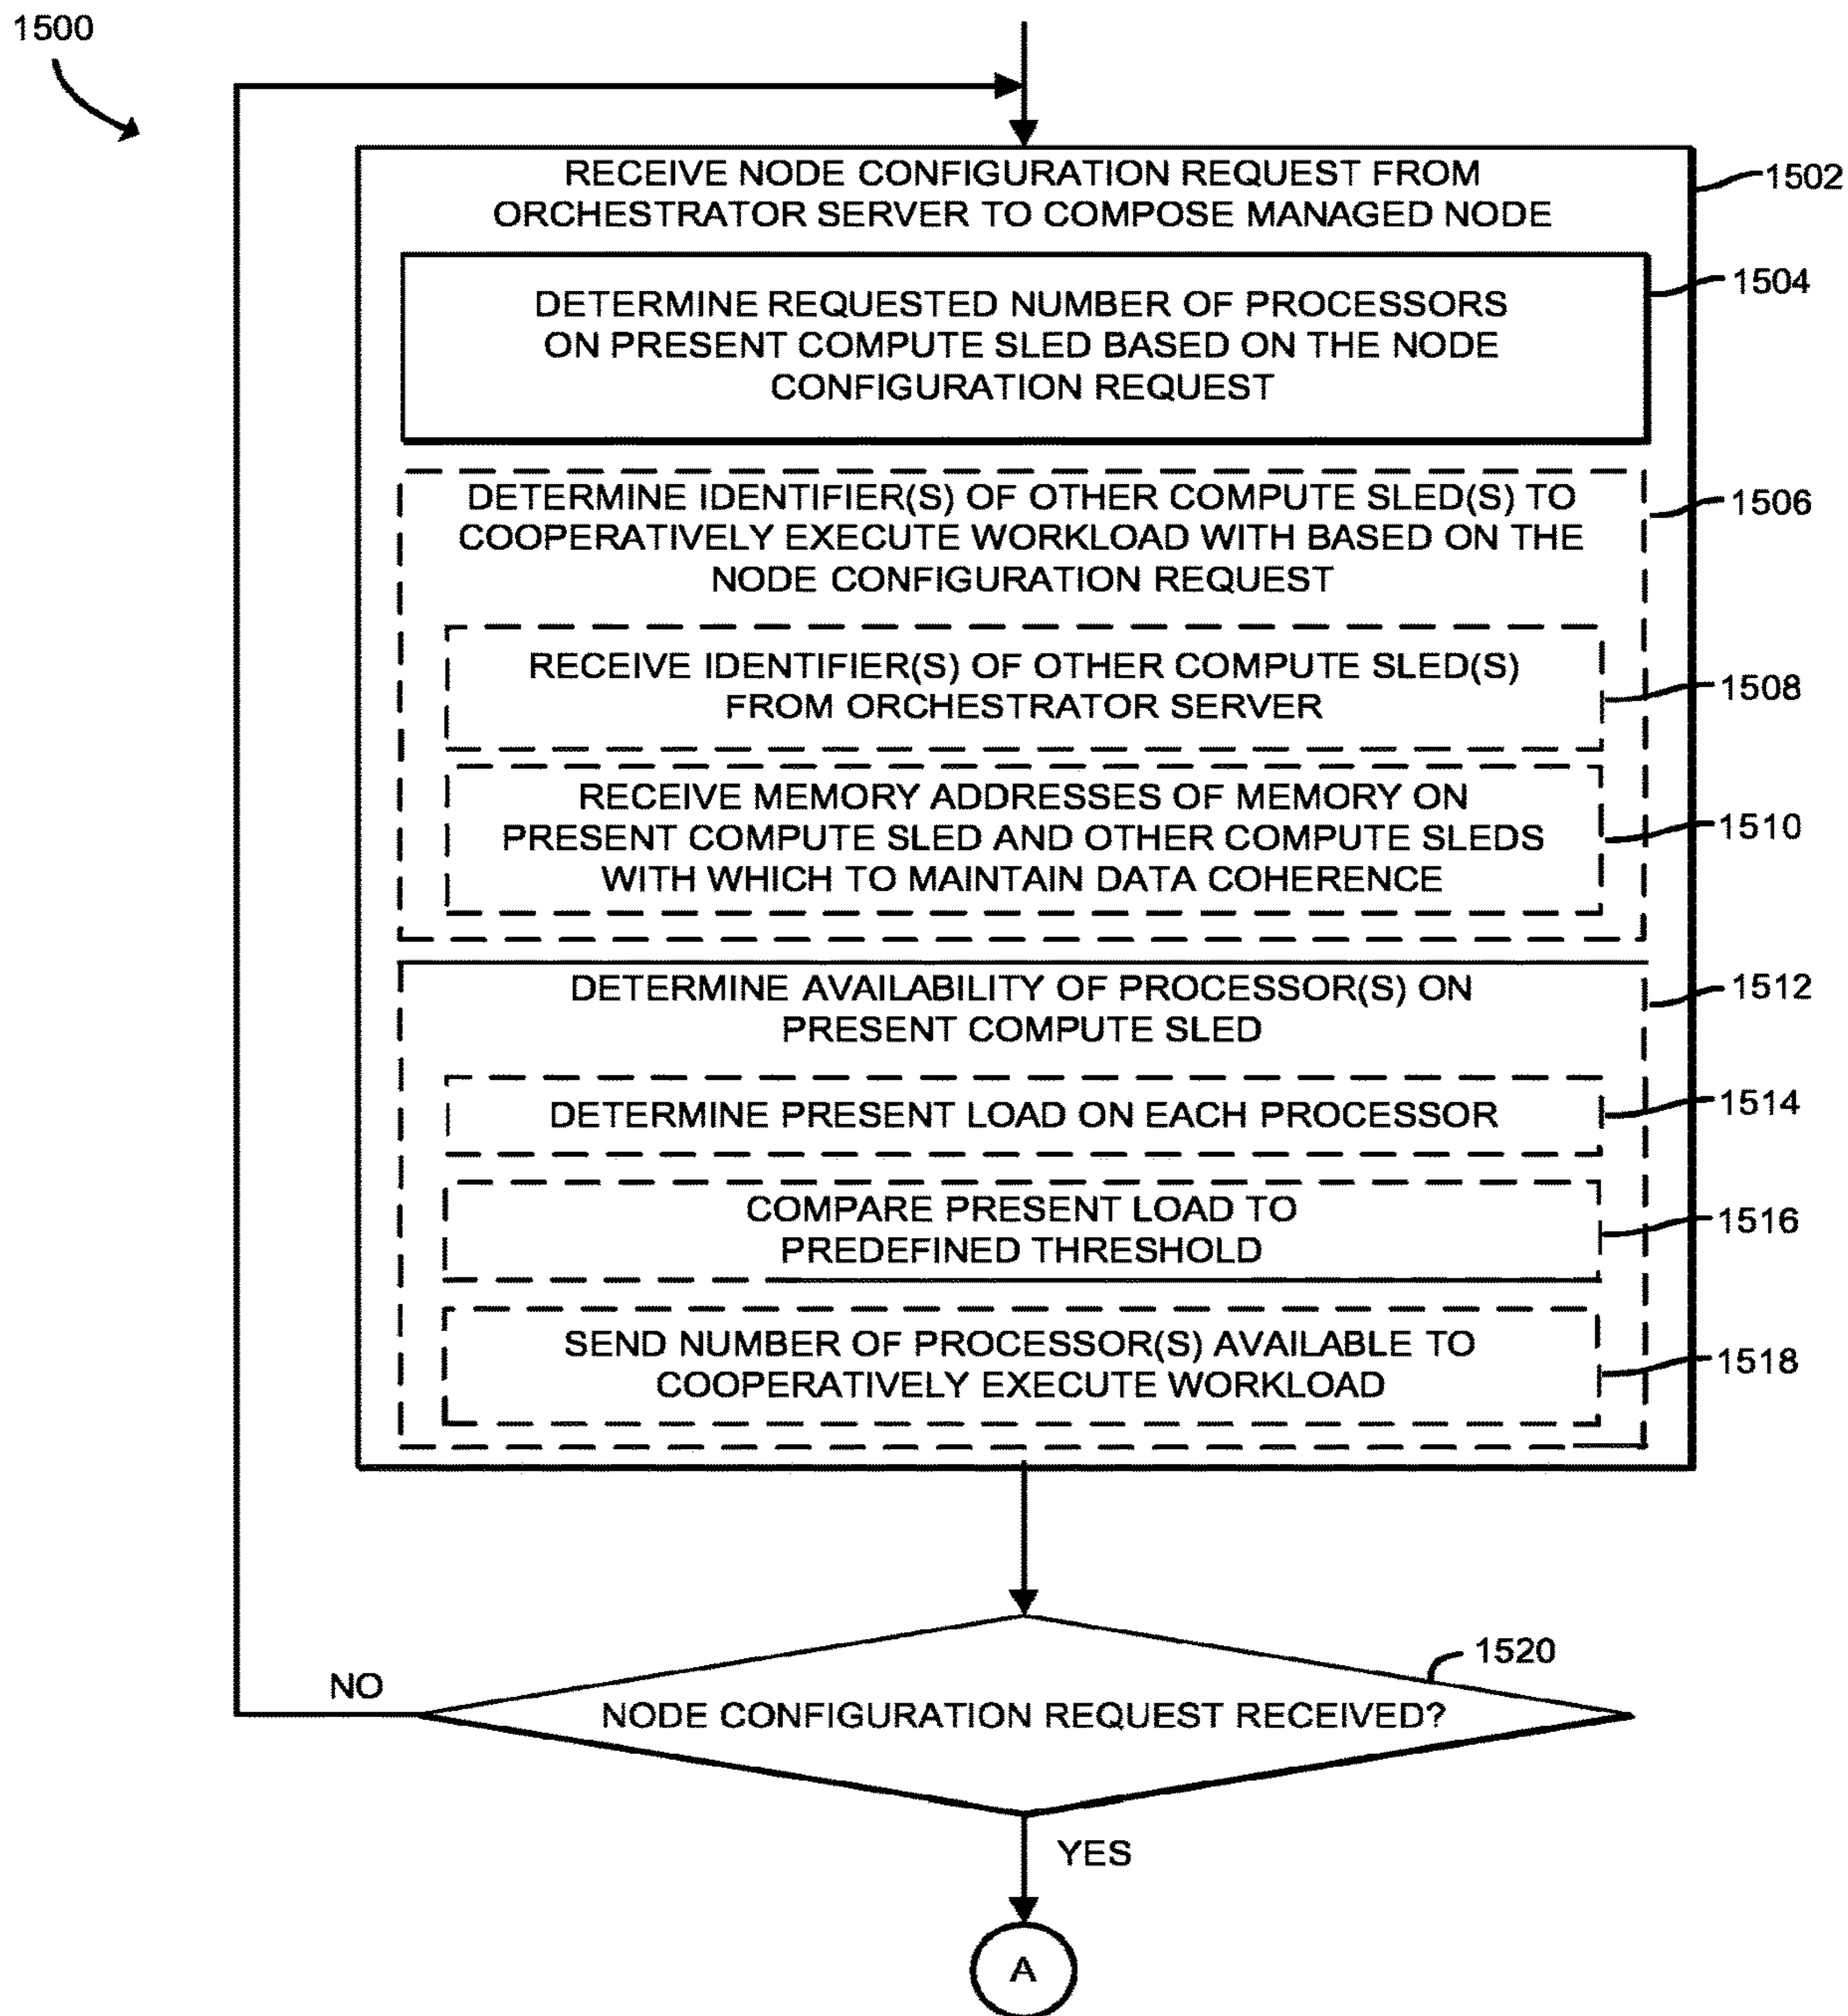 1500
RECEIVE NODE CONFIGURATION REQUEST FROM
ORCHESTRATOR SERVER TO COMPOSE MANAGED NODE
1502
DETERMINE REQUESTED NUMBER OF PROCESSORS
ON PRESENT COMPUTE SLED BASED ON THE NODE
CONFIGURATION REQUEST
1504
DETERMINE IDENTIFIER(S) OF OTHER COMPUTE SLED(S) TO
COOPERATIVELY EXECUTE WORKLOAD WITH BASED ON THE
NODE CONFIGURATION REQUEST
1506
RECEIVE IDENTIFIER(S) OF OTHER COMPUTE SLED(S)
FROM ORCHESTRATOR SERVER
1508
RECEIVE MEMORY ADDRESSES OF MEMORY ON
PRESENT COMPUTE SLED AND OTHER COMPUTE SLEDS
WITH WHICH TO MAINTAIN DATA COHERENCE
1510
DETERMINE AVAILABILITY OF PROCESSOR(S) ON
PRESENT COMPUTE SLED
1512
DETERMINE PRESENT LOAD ON EACH PROCESSOR
1514
COMPARE PRESENT LOAD TO
PREDEFINED THRESHOLD
1516
SEND NUMBER OF PROCESSOR(S) AVAILABLE TO
COOPERATIVELY EXECUTE WORKLOAD
1518
1520
NO
NODE CONFIGURATION REQUEST RECEIVED?
YES
A